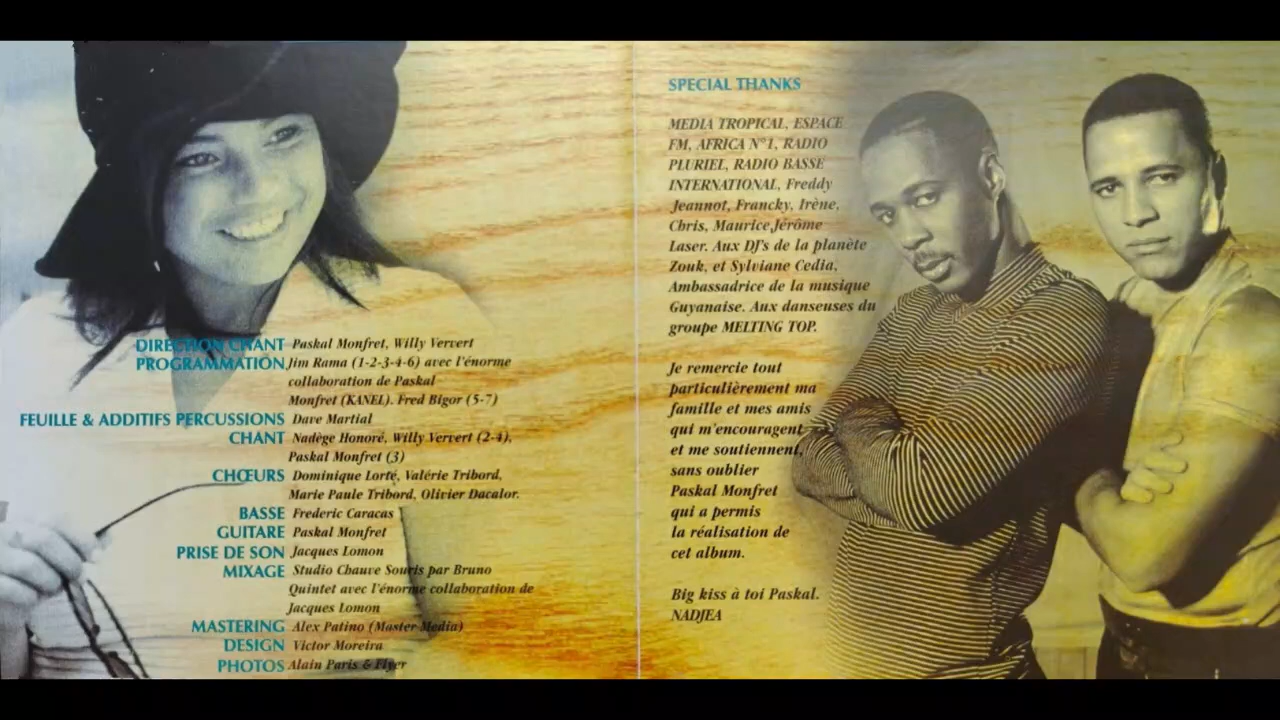 DIRECTION CHANT Paskal Monfret, Willy Ververt
PROGRAMMATION Jim Rama (1-2-3-4-6) avec l'énorme
collaboration de Paskal
Monfret (KANEL). Fred Bigor (5-7)
FEUILLE & ADDITIFS PERCUSSIONS Dave Martial
CHANT Nadège Honoré, Willy Ververt (2-4),
Paskal Monfret (3)
CHŒURS Dominique Lorté, Valérie Tribord,
Marie Paule Tribord, Olivier Dacalor.
BASSE Frederic Caracas
GUITARE Paskal Monfret
PRISE DE SON Jacques Lomon
MIXAGE Studio Chauve Souris par Bruno
Quintet avec l'énorme collaboration de
Jacques Lomon
MASTERING Alex Patino (Master Media)
DESIGN Victor Moreira
PHOTOS Alain Paris & Flyer
SPECIAL THANKS
MEDIA TROPICAL, ESPACE
FM, AFRICA N°1, RADIO
PLURIEL, RADIO BASSE
INTERNATIONAL, Freddy
Jeannot, Francky, Irène,
Chris, Maurice,Jérôme
Laser. Aux DJ's de la planète
Zouk, et Sylviane Cedia,
Ambassadrice de la musique
Guyanaise. Aux danseuses du
groupe MELTING TOP.
Je remercie tout
particulièrement ma
famille et mes amis
qui m'encouragent
et me soutiennent,
sans oublier
Paskal Monfret
qui a permis
la réalisation de
cet album.
Big kiss à toi Paskal.
NADJEA